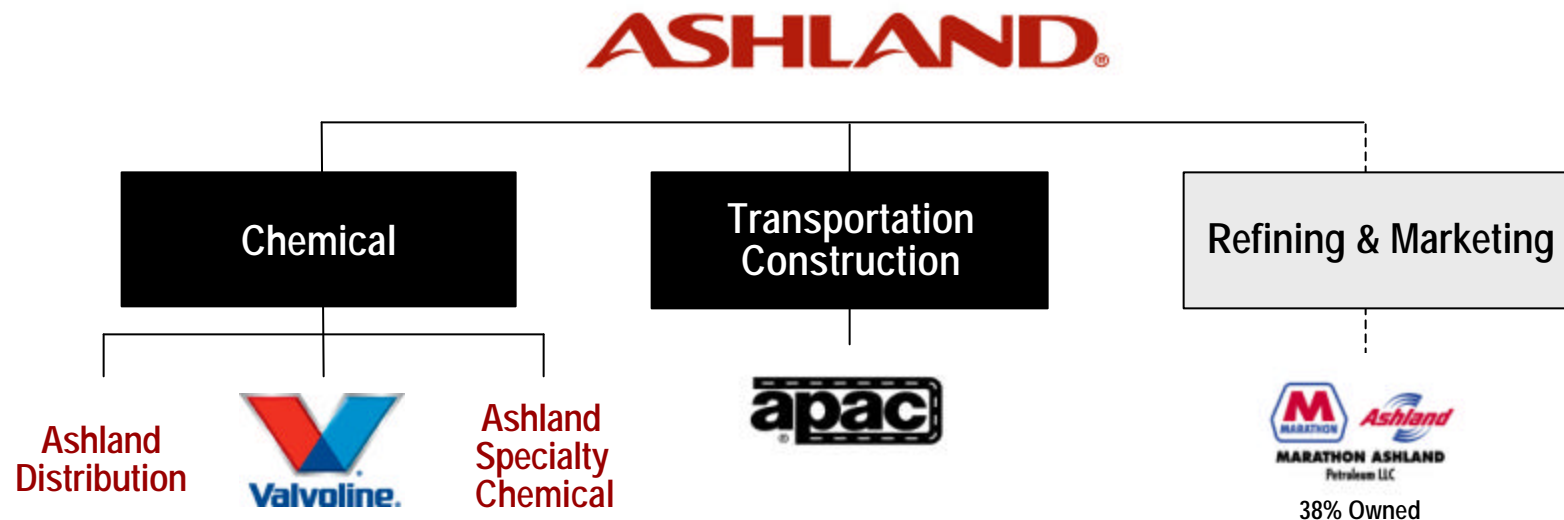 ASHLAND.®
Chemical
Transportation
Construction
Refining & Marketing
Ashland
Distribution
Valvoline.
Ashland
Specialty
Chemical
apac
®
M
MARATHON
Ashland
MARATHON ASHLAND
Petroleum LLC
38% Owned